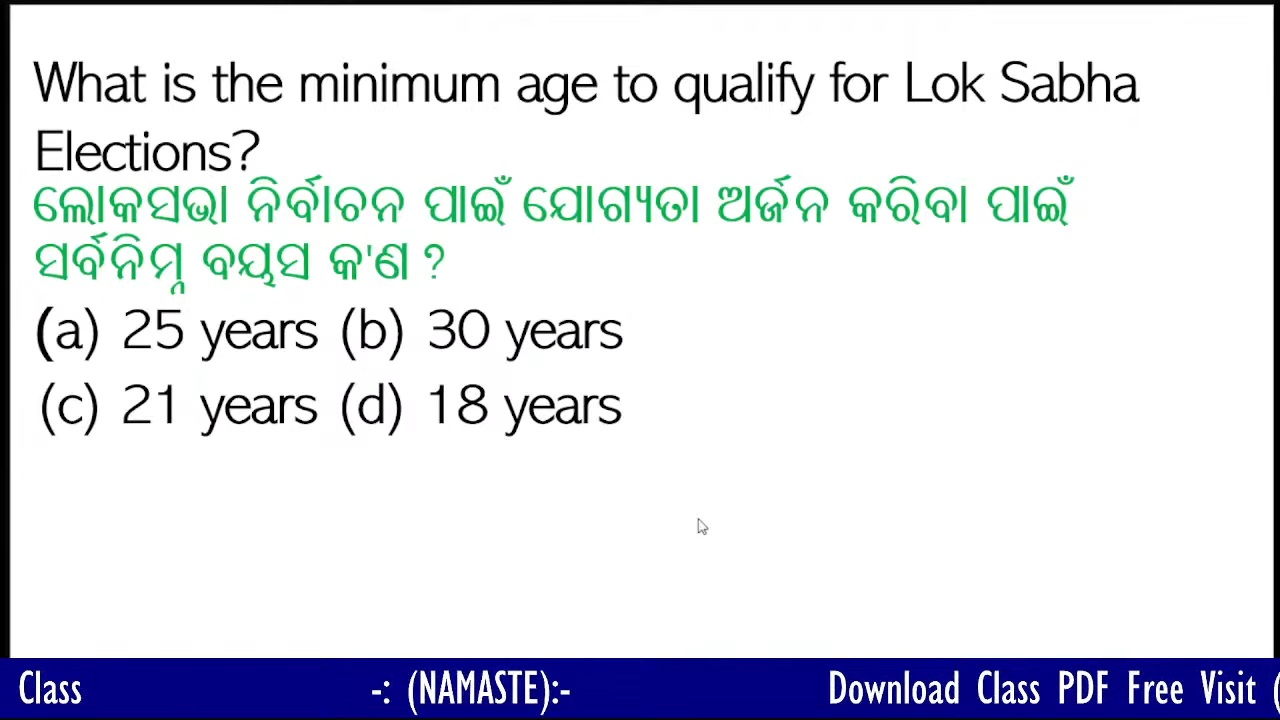 What is the minimum age to qualify for Lok Sabha
Elections?
ଲୋକସଭା ନିର୍ବାଚନ ପାଇଁ ଯୋଗ୍ୟତା ଅର୍ଜନ କରିବା ପାଇଁ
ସର୍ବନିମ୍ନ ବୟସ କ'ଣ ?
(a) 25 years (b) 30 years
(c) 21 years (d) 18 years
Class -: (NAMASTE):- Download Class PDF Free Visit (